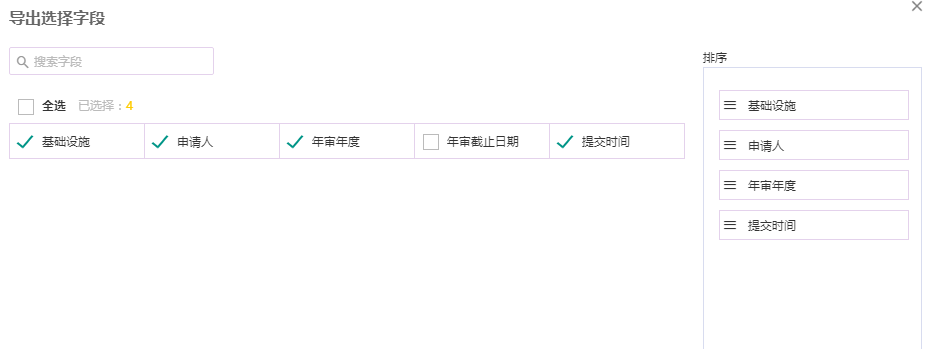 导出选择字段
搜索字段
全选 已选择：4
基础设施 申请人 年审年度 年审截止日期 提交时间
排序
基础设施
申请人
年审年度
提交时间